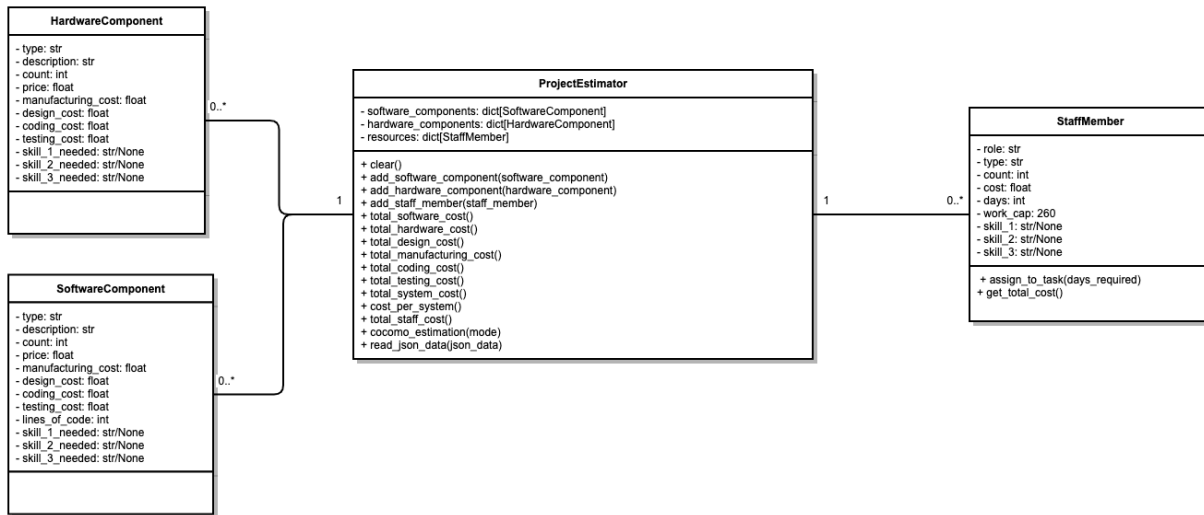 HardwareComponent
- type: str
- description: str
- count: int
- price: float
- manufacturing_cost: float
- design_cost: float
- coding_cost: float
- testing_cost: float
- skill_1_needed: str/None
- skill_2_needed: str/None
- skill_3_needed: str/None
0..*
SoftwareComponent
- type: str
- description: str
- count: int
- price: float
- manufacturing_cost: float
- design_cost: float
- coding_cost: float
- testing_cost: float
- lines_of_code: int
- skill_1_needed: str/None
- skill_2_needed: str/None
- skill_3_needed: str/None
0..*
1
ProjectEstimator
- software_components: dict[SoftwareComponent]
- hardware_components: dict[HardwareComponent]
- resources: dict[StaffMember]
+ clear()
+ add_software_component(software_component)
+ add_hardware_component(hardware_component)
+ add_staff_member(staff_member)
+ total_software_cost()
+ total_hardware_cost()
+ total_design_cost()
+ total_manufacturing_cost()
+ total_coding_cost()
+ total_testing_cost()
+ total_system_cost()
+ cost_per_system()
+ total_staff_cost()
+ cocomo_estimation(mode)
+ read_json_data(json_data)
1
0..*
StaffMember
- role: str
- type: str
- count: int
- cost: float
- days: int
- work_cap: 260
- skill_1: str/None
- skill_2: str/None
- skill_3: str/None
+ assign_to_task(days_required)
+ get_total_cost()